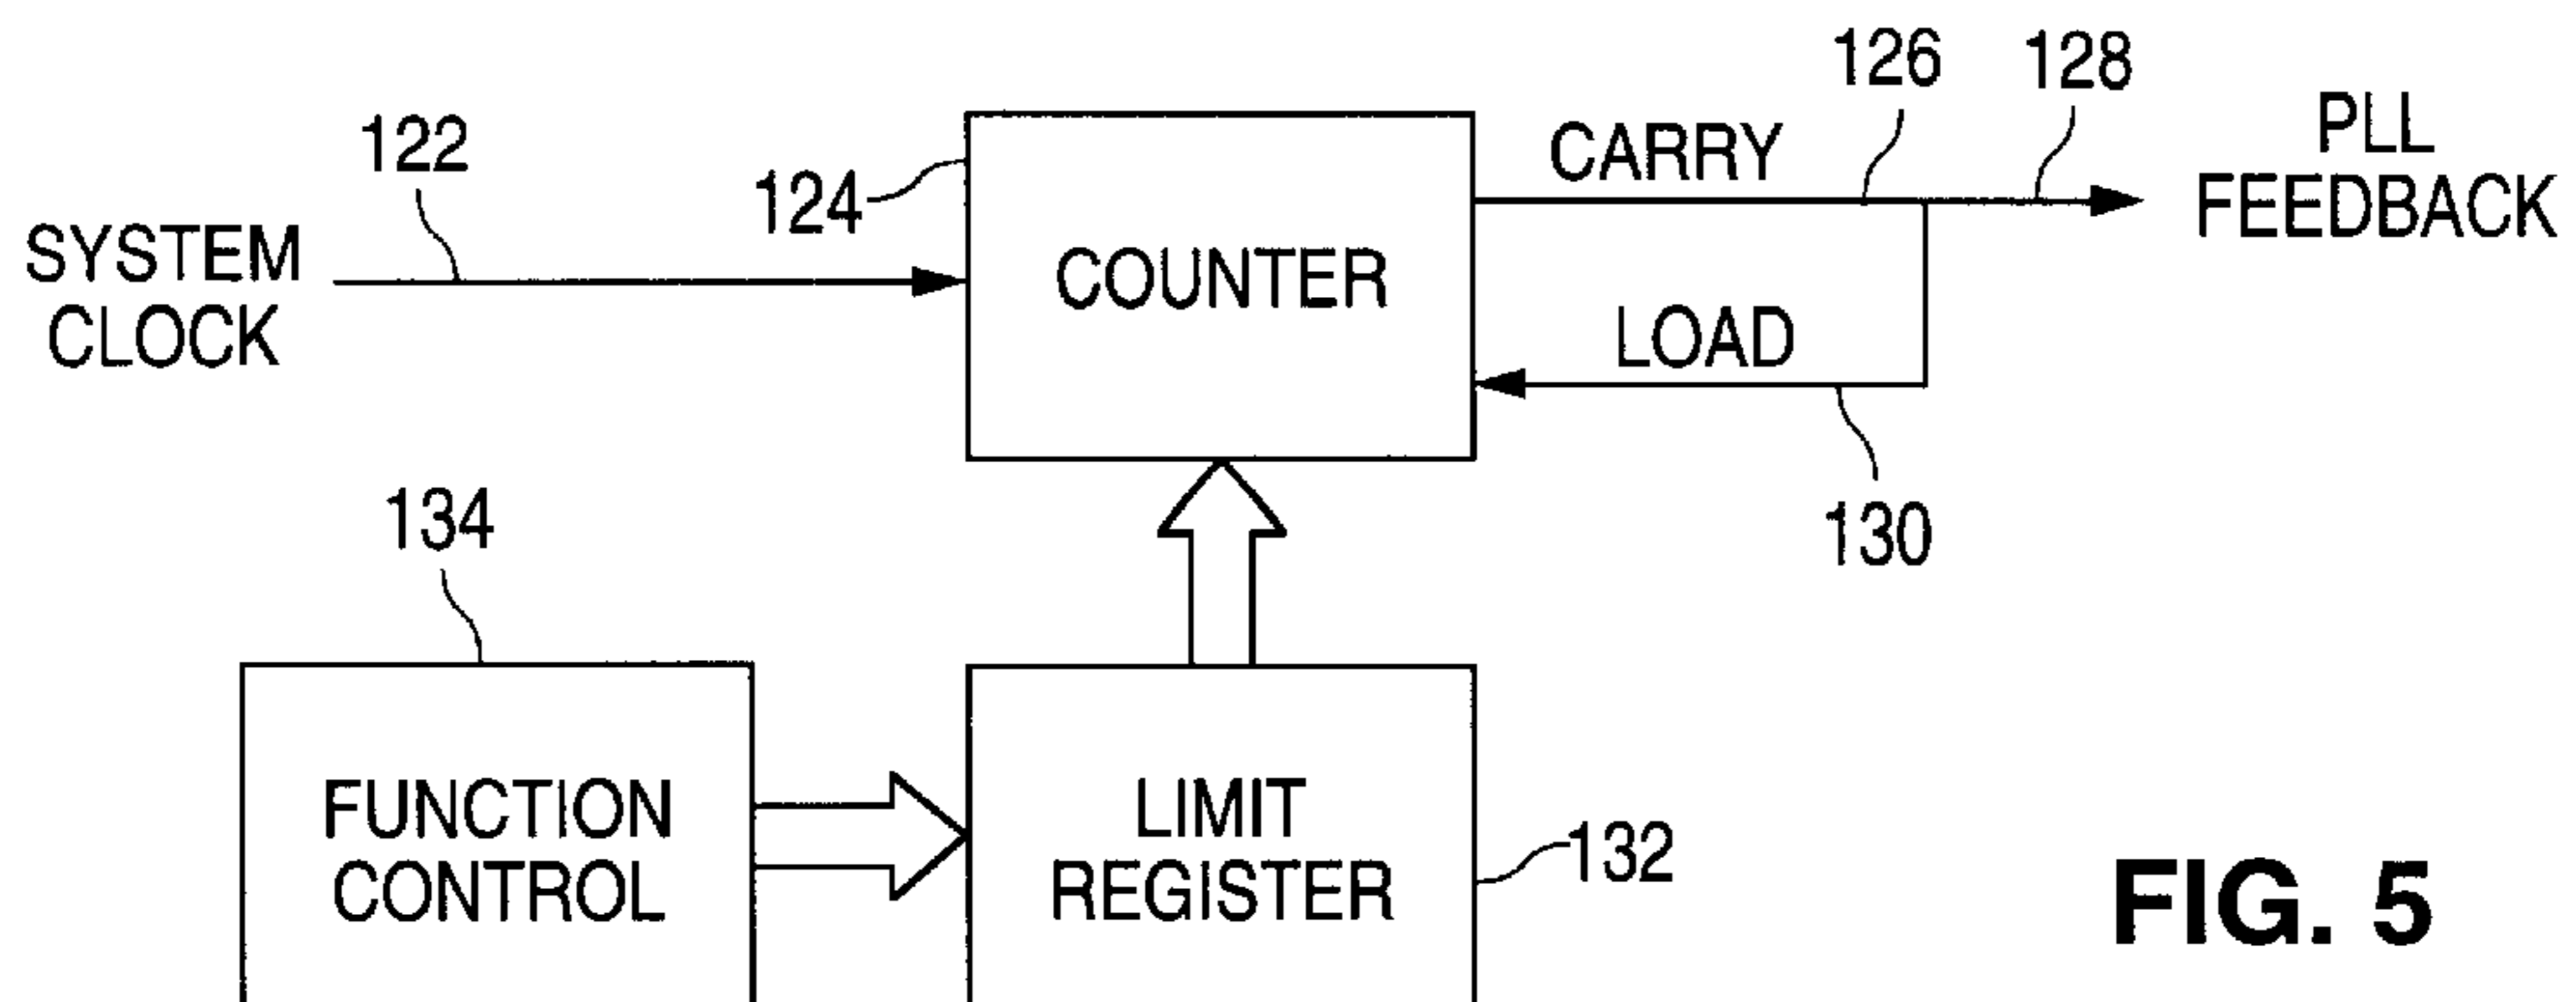 126
128
122
124
CARRY
PLL
FEEDBACK
SYSTEM
CLOCK
COUNTER
LOAD
130
134
FUNCTION
CONTROL
LIMIT
REGISTER
132
FIG. 5